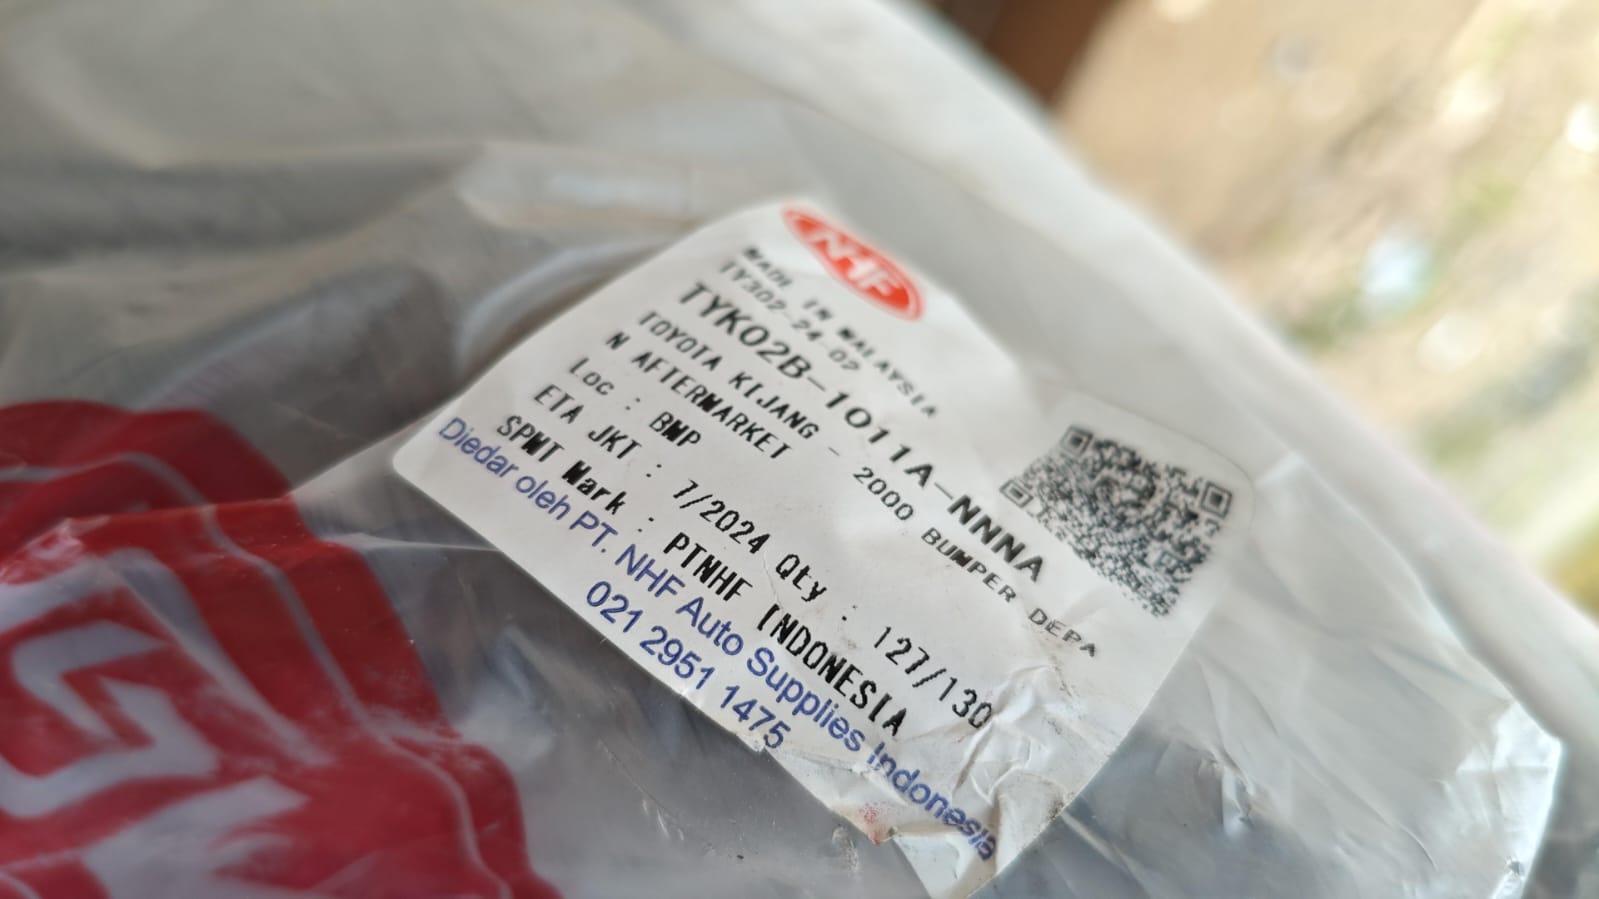 NHF
MADE IN MALAYSIA
TY302-24-02
TYK02B-1011A-NNNA
TOYOTA KIJANG - 2000 BUMPER DEPA
N AFTERMARKET
Loc : BMP
ETA JKT : 7/2024 Qty : 127/130
SPMT Mark : PTNHF INDONESIA
Diedar oleh PT. NHF Auto Supplies Indonesia
021 2951 1475